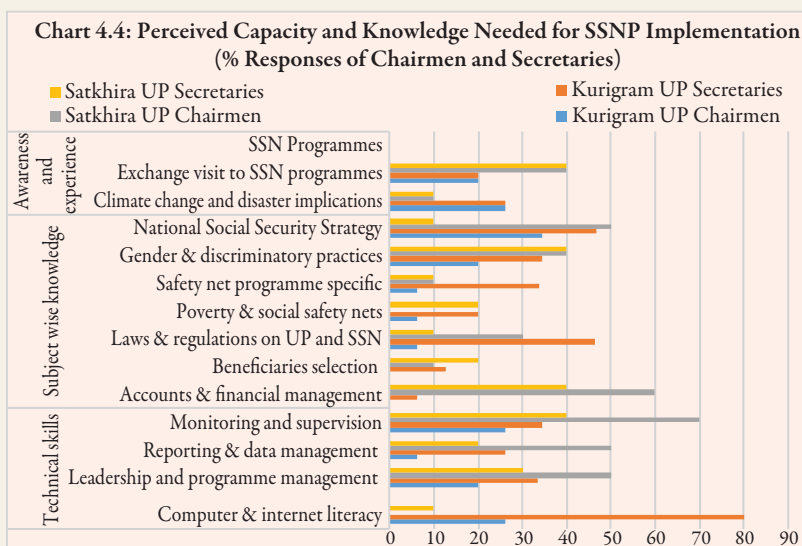 Chart 4.4: Perceived Capacity and Knowledge Needed for SSNP Implementation
(% Responses of Chairmen and Secretaries)
Satkhira UP Secretaries
Kurigram UP Secretaries
Satkhira UP Chairmen
Kurigram UP Chairmen
Awareness
and
experience
SSN Programmes
Exchange visit to SSN programmes
Climate change and disaster implications
Subject wise knowledge
National Social Security Strategy
Gender & discriminatory practices
Safety net programme specific
Poverty & social safety nets
Laws & regulations on UP and SSN
Beneficiaries selection
Accounts & financial management
Technical skills
Monitoring and supervision
Reporting & data management
Leadership and programme management
Computer & internet literacy
0 10 20 30 40 50 60 70 80 90